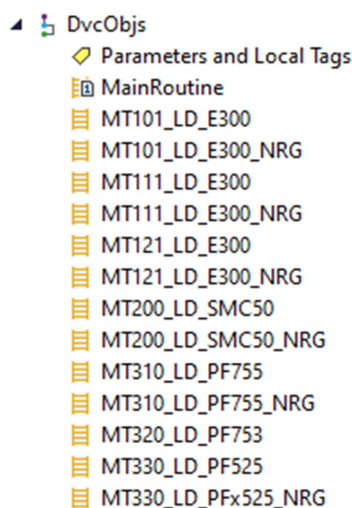 DvcObjs
Parameters and Local Tags
MainRoutine
MT101_LD_E300
MT101_LD_E300_NRG
MT111_LD_E300
MT111_LD_E300_NRG
MT121_LD_E300
MT121_LD_E300_NRG
MT200_LD_SMC50
MT200_LD_SMC50_NRG
MT310_LD_PF755
MT310_LD_PF755_NRG
MT320_LD_PF753
MT330_LD_PF525
MT330_LD_PFx525_NRG